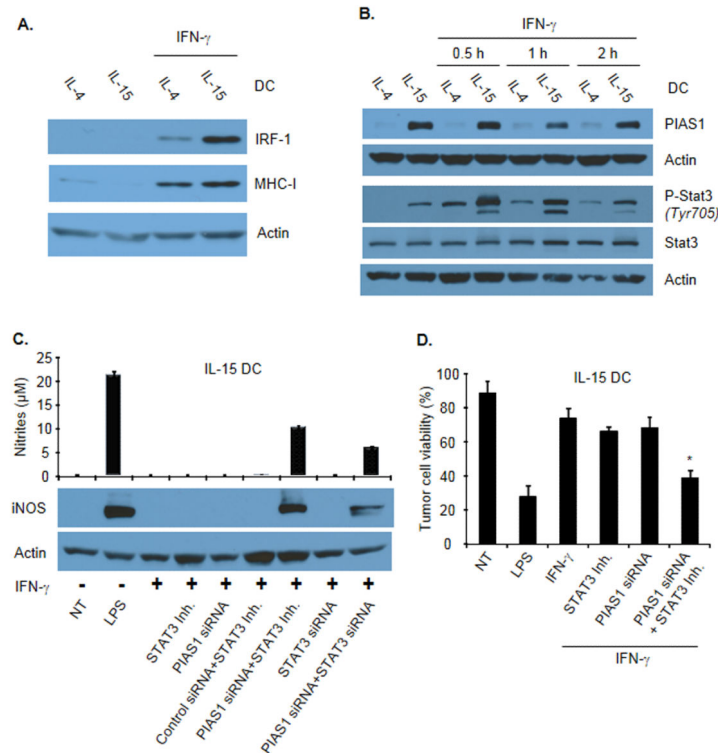 A.
IFN-γ
IL-4 IL-15 IL-4 IL-15 DC
IRF-1
MHC-I
Actin
B.
IFN-γ
0.5 h 1 h 2 h
IL-4 IL-15 IL-4 IL-15 IL-4 IL-15 IL-4 IL-15 DC
PIAS1
Actin
P-Stat3
(Tyr705)
Stat3
Actin
C.
IL-15 DC
Nitrites (µM)
25
20
15
10
5
0
iNOS
Actin
IFN-γ - - + + + + + + +
NT
LPS
STAT3 Inh.
PIAS1 siRNA
Control siRNA+STAT3 Inh.
PIAS1 siRNA+STAT3 Inh.
STAT3 siRNA
PIAS1 siRNA+STAT3 siRNA
D.
IL-15 DC
Tumor cell viability (%)
100
80
60
40
20
0
*
NT
LPS
IFN-γ
STAT3 Inh.
PIAS1 siRNA
PIAS1 siRNA
+ STAT3 Inh.
IFN-γ